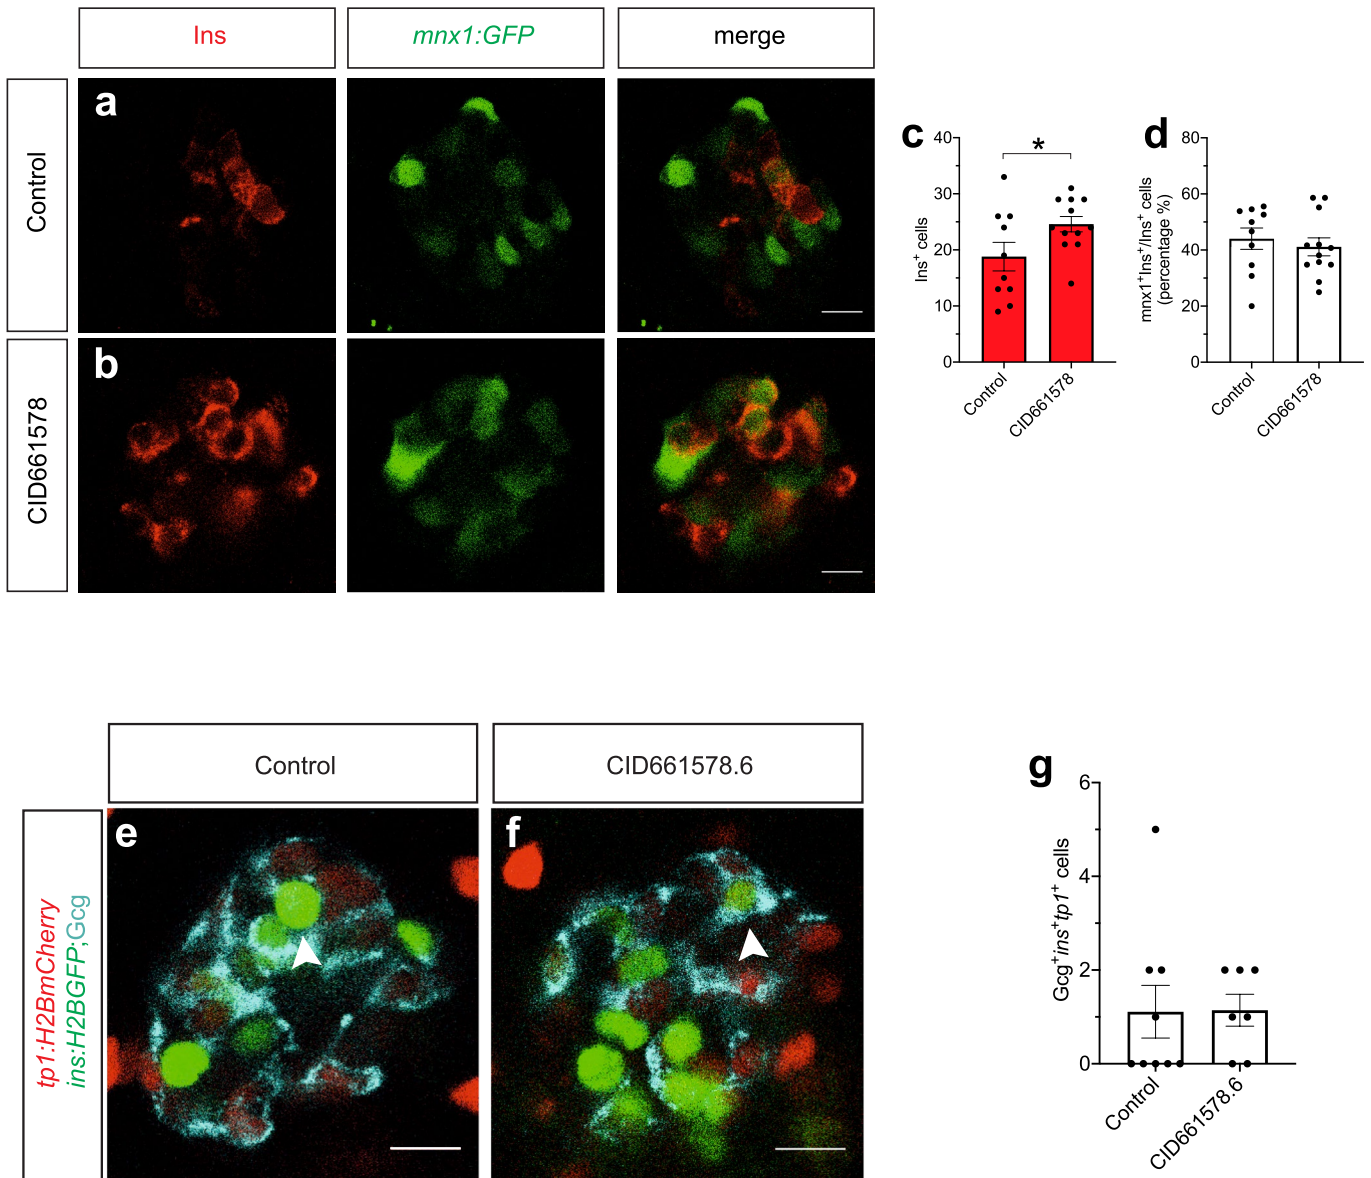 Ins
mnx1:GFP
merge
Control
CID661578
a
b
c
Ins⁺ cells
40
30
20
10
0
*
Control
CID661578
d
mnx1⁺Ins⁺/Ins⁺ cells
(percentage %)
80
60
40
20
0
Control
CID661578
Control
CID661578.6
tp1:H2BmCherry
ins:H2BGFP;Gcg
e
f
g
Gcg⁺ins⁺tp1⁺ cells
6
4
2
0
Control
CID661578.6